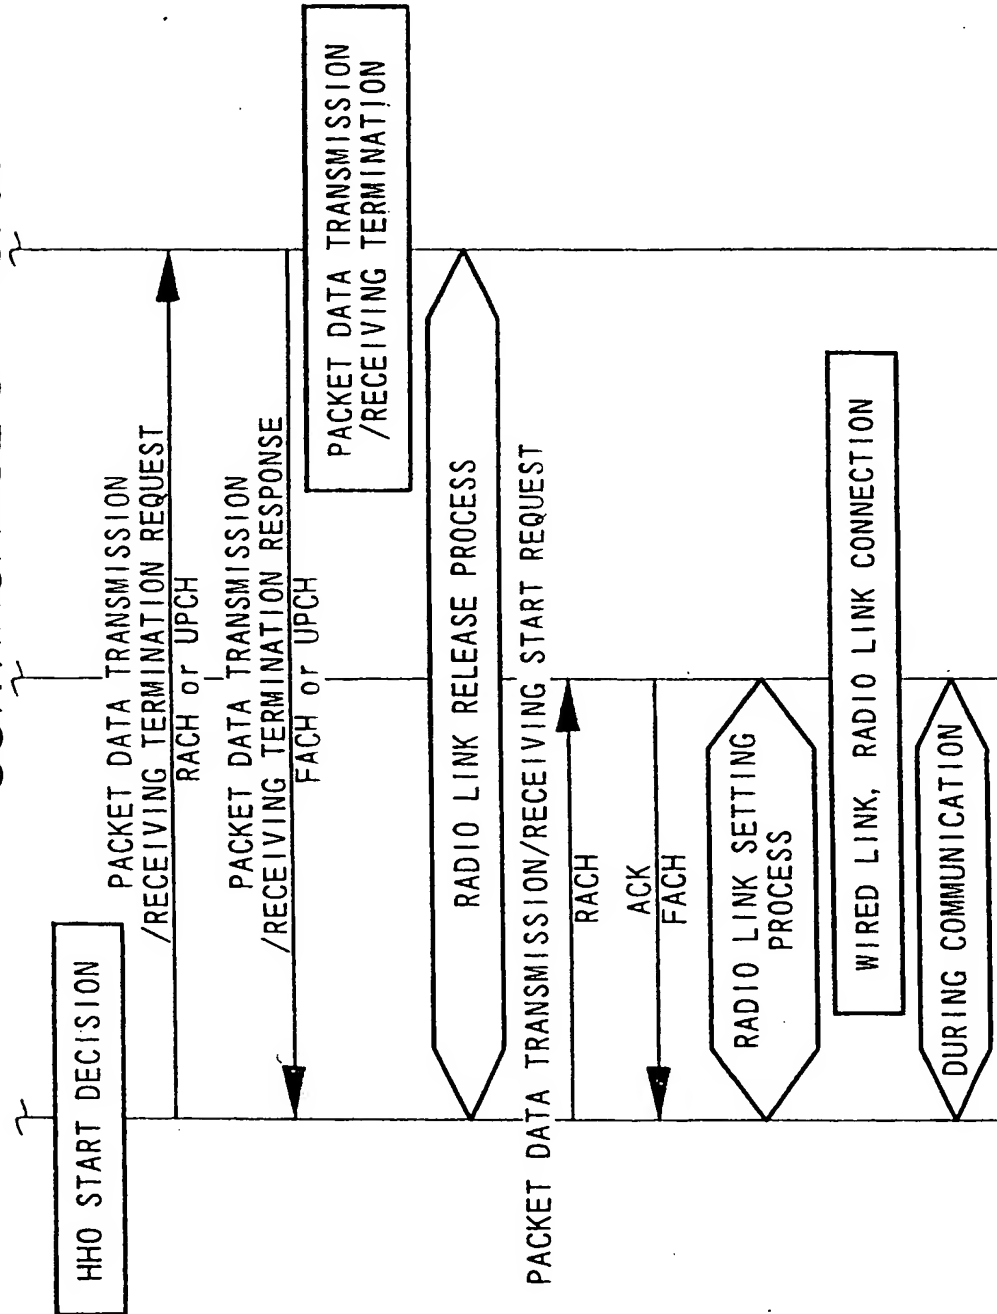 HHO START DECISION
PACKET DATA TRANSMISSION
/RECEIVING TERMINATION REQUEST
RACH or UPCH
PACKET DATA TRANSMISSION
/RECEIVING TERMINATION RESPONSE
FACH or UPCH
PACKET DATA TRANSMISSION
/RECEIVING TERMINATION
RADIO LINK RELEASE PROCESS
PACKET DATA TRANSMISSION/RECEIVING START REQUEST
RACH
ACK
FACH
RADIO LINK SETTING
PROCESS
WIRED LINK, RADIO LINK CONNECTION
DURING COMMUNICATION